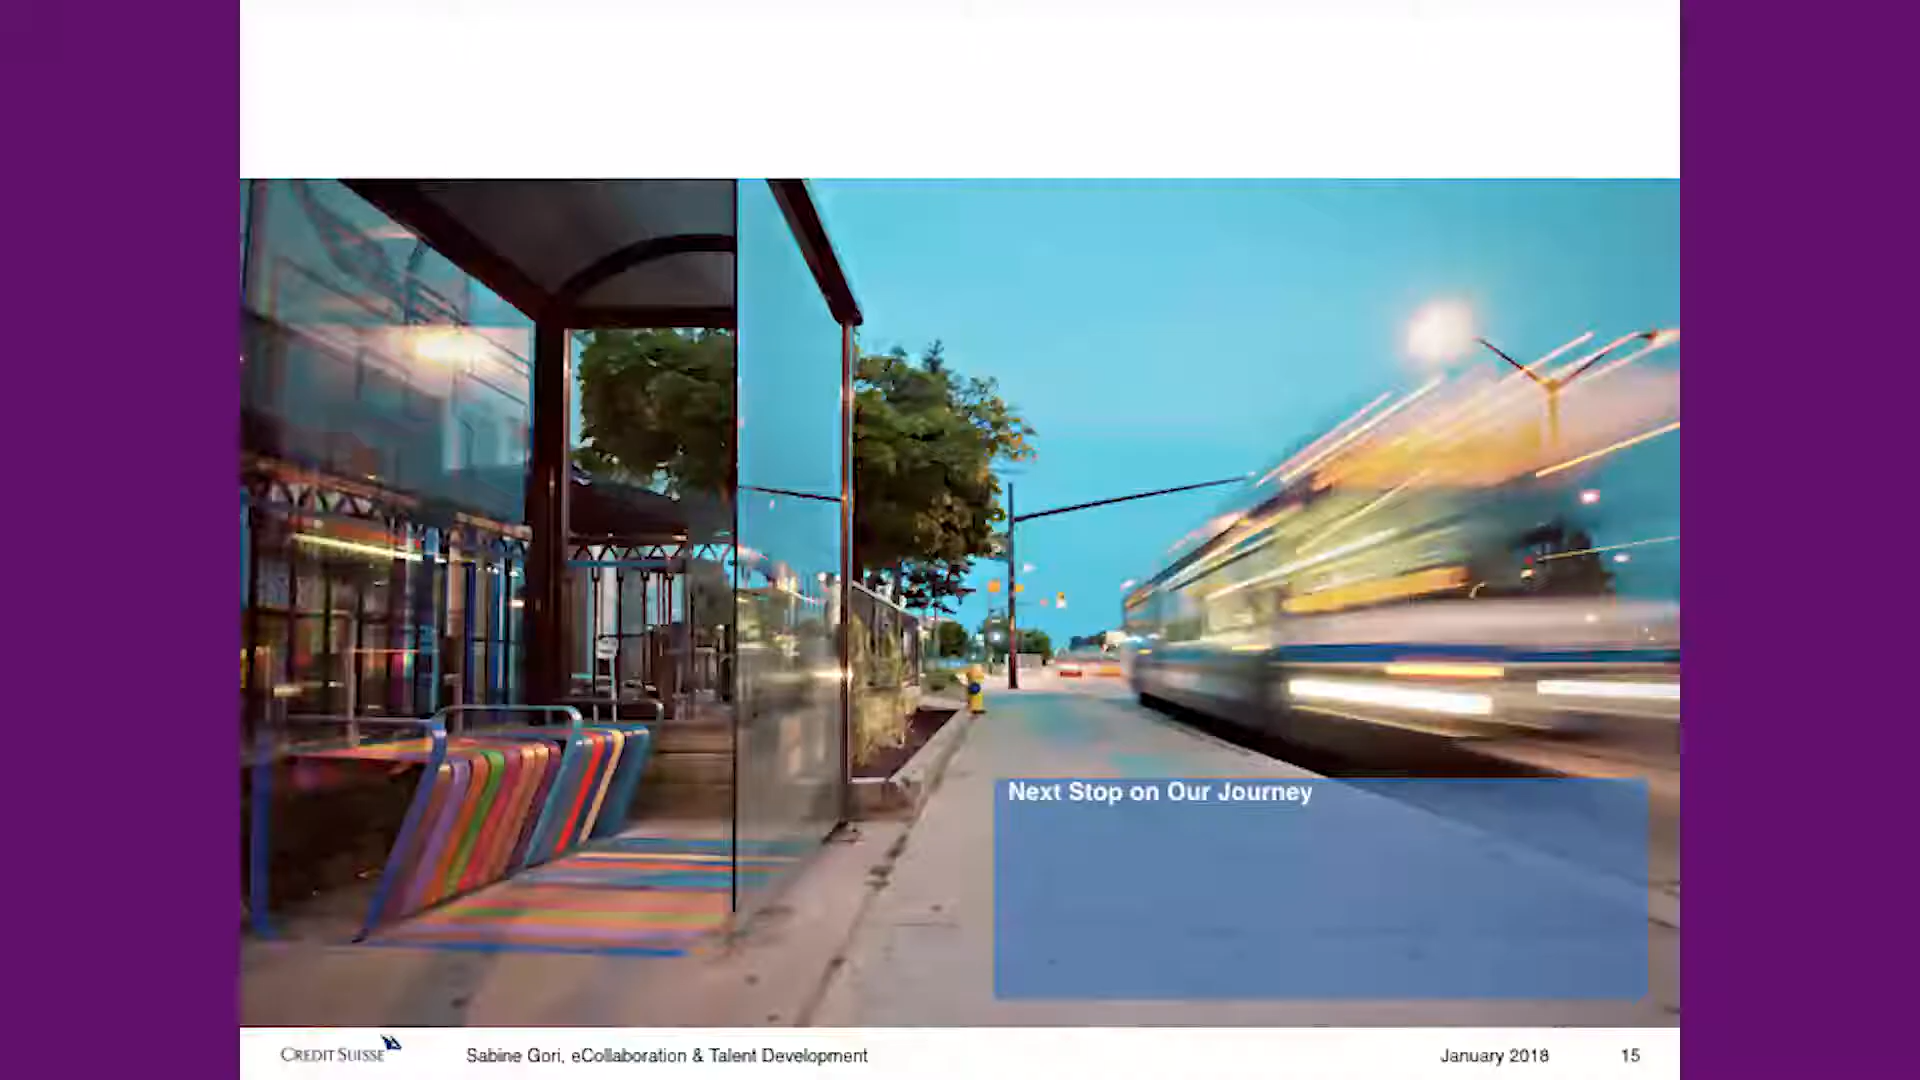 Next Stop on Our Journey
CREDIT SUISSE
Sabine Gori, eCollaboration & Talent Development
January 2018
15